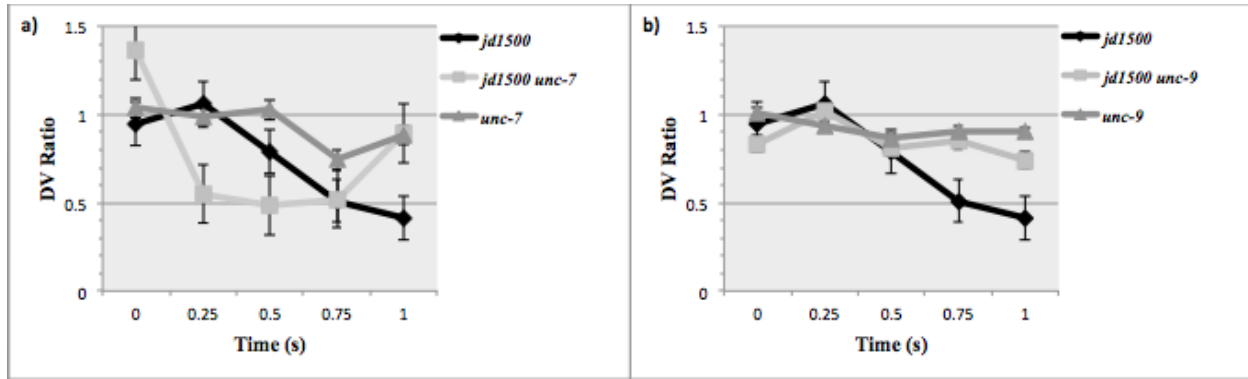 a)
1.5
1
0.5
0
DV Ratio
0 0.25 0.5 0.75 1
Time (s)
jd1500
jd1500 unc-7
unc-7
b)
1.5
1
0.5
0
DV Ratio
0 0.25 0.5 0.75 1
Time (s)
jd1500
jd1500 unc-9
unc-9